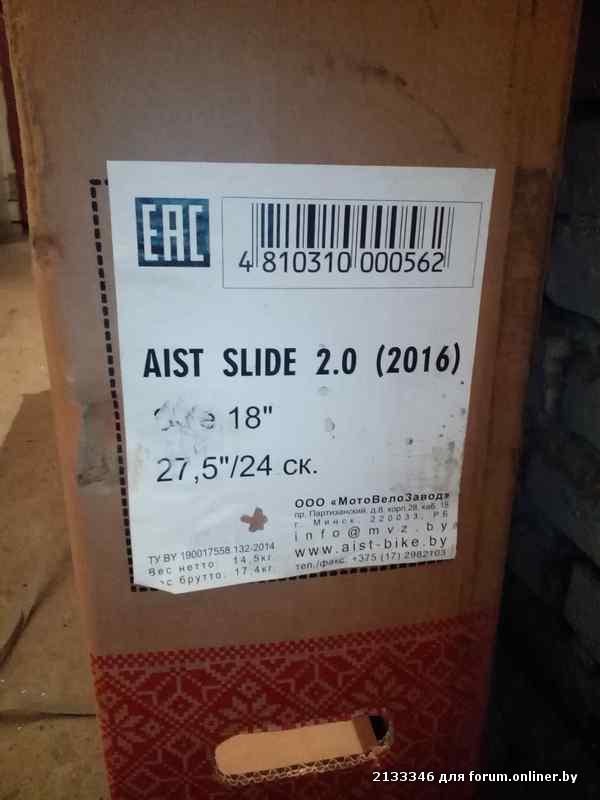 EAC
4 810310 000562
AIST SLIDE 2.0 (2016)
18"
27,5"/24 ск.
ООО «МотоВелоЗавод»
пр. Партизанский, д.8, корп.28, каб. 19
г. Минск, 220033, РБ
info@mvz.by
www.aist-bike.by
тел./факс. +375 (17) 2982103
ТУ BY 190017558.132-2014
Вес нетто 14,5кг.
брутто. 17,4кг.
2133346 для forum.onliner.by